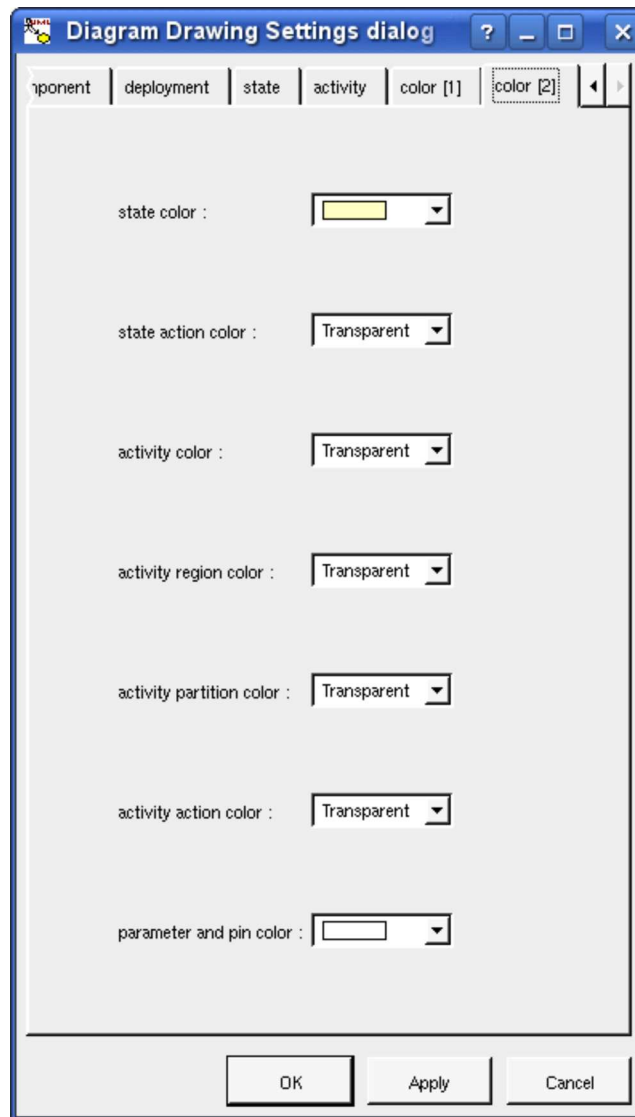 Diagram Drawing Settings dialog
deployment state activity color [1] color [2]
state color :
state action color : Transparent
activity color : Transparent
activity region color : Transparent
activity partition color : Transparent
activity action color : Transparent
parameter and pin color :
OK Apply Cancel